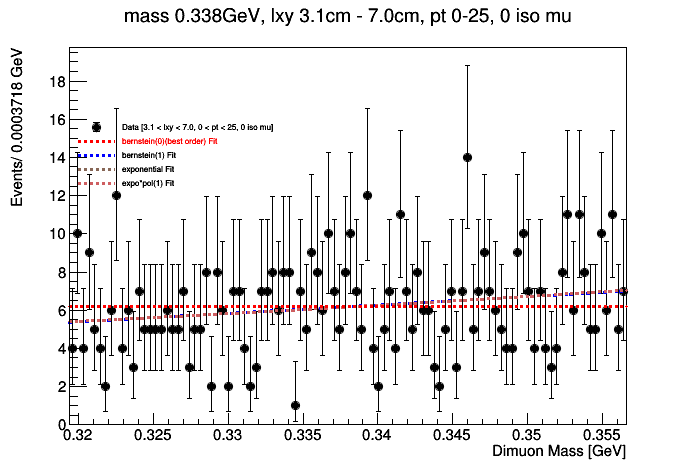 mass 0.338GeV, lxy 3.1cm - 7.0cm, pt 0-25, 0 iso mu
Events/ 0.0003718 GeV
18
16
14
12
10
8
6
4
2
0
Data [3.1 < lxy < 7.0, 0 < pt < 25, 0 iso mu]
bernstein(0)(best order) Fit
bernstein(1) Fit
exponential Fit
expo*pol(1) Fit
0.32 0.325 0.33 0.335 0.34 0.345 0.35 0.355
Dimuon Mass [GeV]